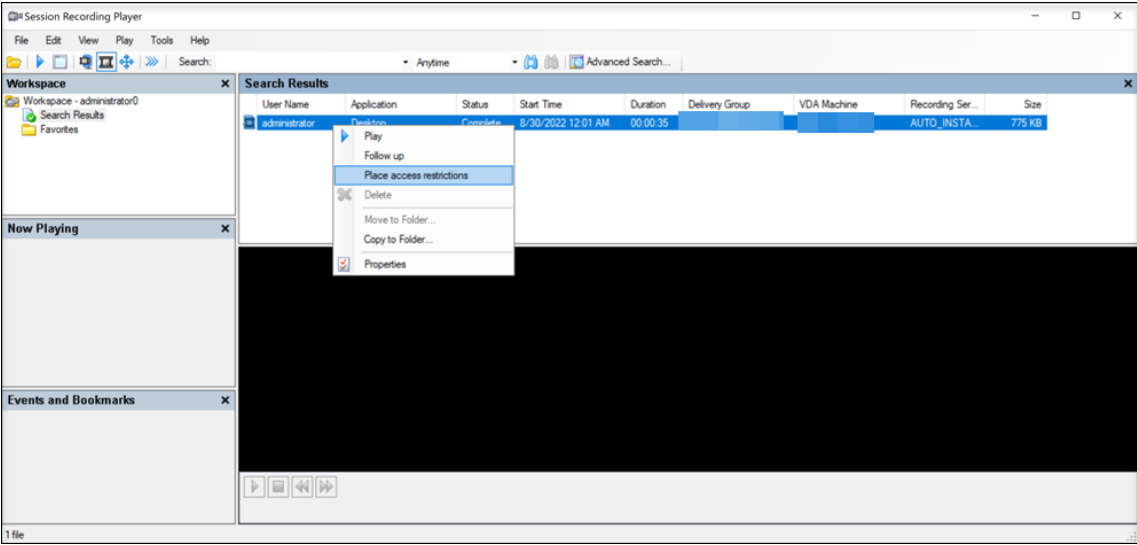 Session Recording Player
File Edit View Play Tools Help
Search: Anytime Advanced Search...
Workspace
Workspace - administrator0
Search Results
Favorites
Now Playing
Events and Bookmarks
Search Results
User Name Application Status Start Time Duration Delivery Group VDA Machine Recording Ser... Size
administrator Desktop Complete 8/30/2022 12:01 AM 00:00:35 AUTO_INSTA... 775 KB
Play
Follow up
Place access restrictions
Delete
Move to Folder...
Copy to Folder...
Properties
1 file